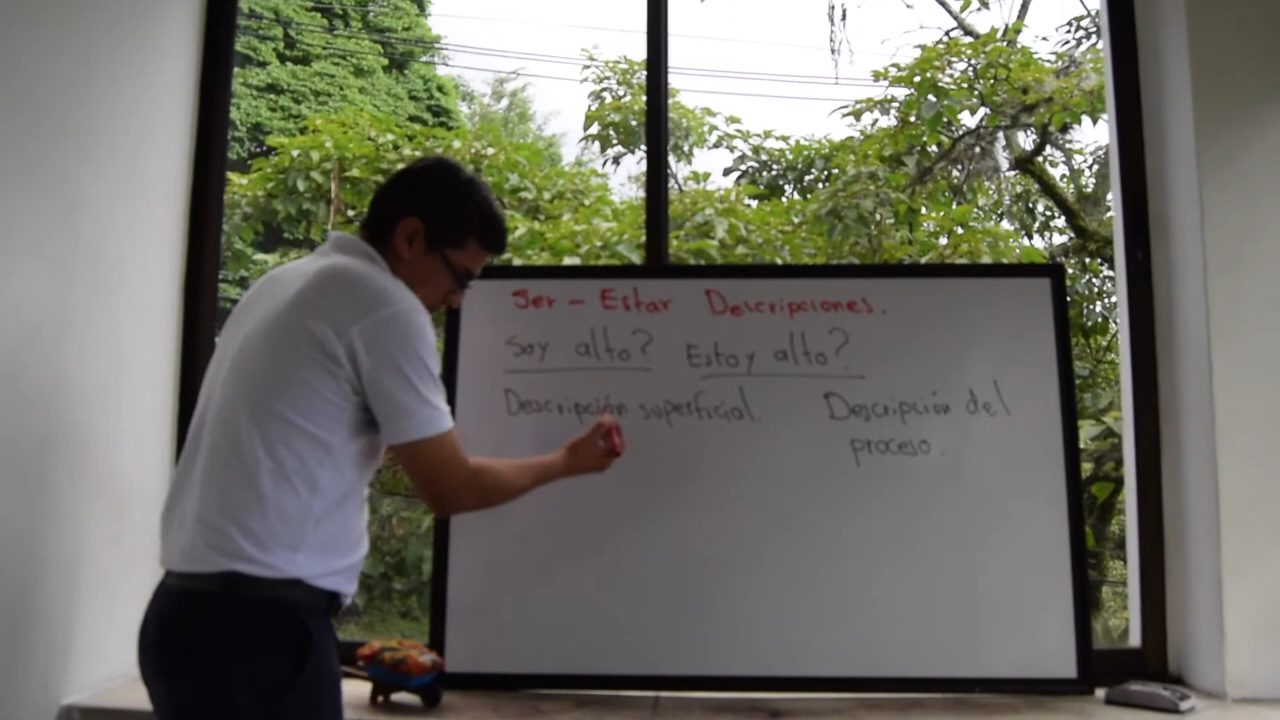 Ser - Estar Descripciones.
Soy alto? Estoy alto?
Descripción superficial. Descripción del
proceso.